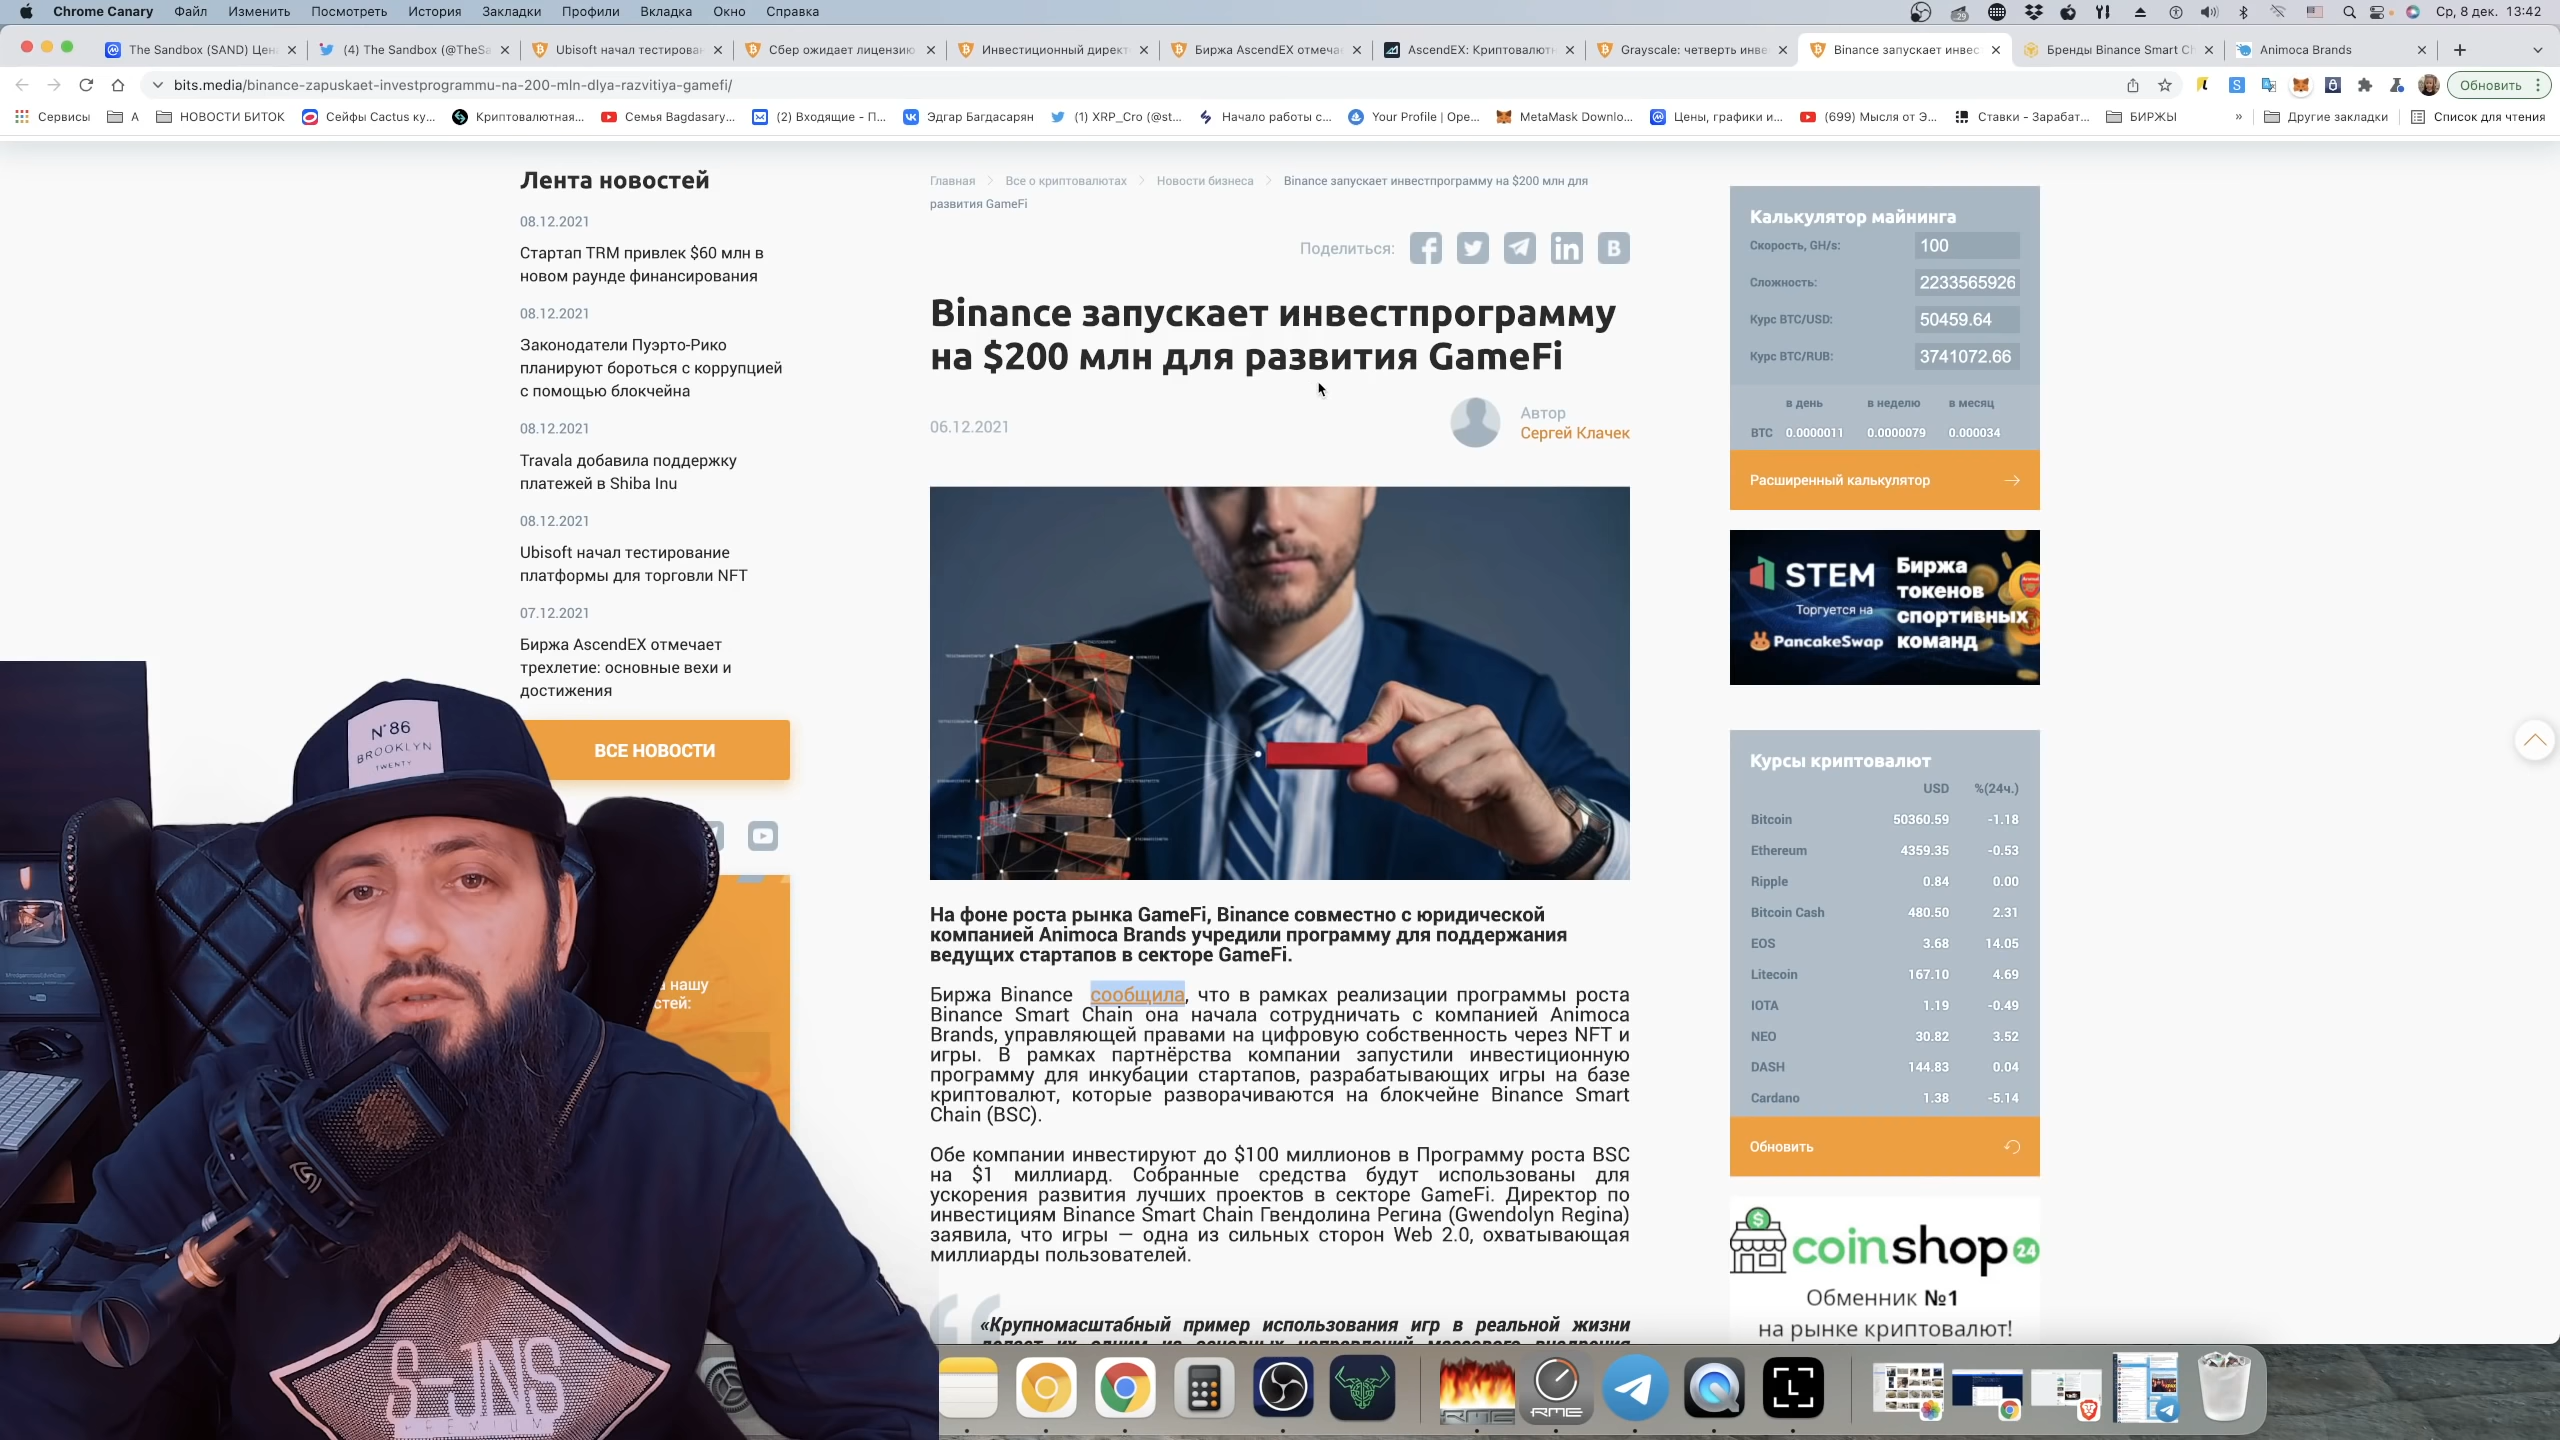 Chrome Canary Файл Изменить Посмотреть История Закладки Профили Вкладка Окно Справка
Ср, 8 дек. 13:42
The Sandbox (SAND) Цен
(4) The Sandbox (@TheSa
Ubisoft начал тестирован
Сбер ожидает лицензию
Инвестиционный директ
Биржа AscendEX отмеча
AscendEX: Криптовалютн
Grayscale: четверть инве
Binance запускает инвес
Бренды Binance Smart Ch
Animoca Brands
bits.media/binance-zapuskaet-investprogrammu-na-200-mln-dlya-razvitiya-gamefi/
Обновить
Сервисы
А
НОВОСТИ БИТОК
Сейфы Cactus ку...
Криптовалютная...
Семья Bagdasary...
(2) Входящие - П...
Эдгар Багдасарян
(1) XRP_Cro (@st...
Начало работы с...
Your Profile | Ope...
MetaMask Downlo...
Цены, графики и...
(699) Мысля от Э...
Ставки - Зарабат...
БИРЖИ
»
Другие закладки
Список для чтения
Лента новостей
08.12.2021
Стартап TRM привлек $60 млн в
новом раунде финансирования
08.12.2021
Законодатели Пуэрто-Рико
планируют бороться с коррупцией
с помощью блокчейна
08.12.2021
Travala добавила поддержку
платежей в Shiba Inu
08.12.2021
Ubisoft начал тестирование
платформы для торговли NFT
07.12.2021
Биржа AscendEX отмечает
трехлетие: основные вехи и
достижения
ВСЕ НОВОСТИ
а нашу
стей:
N°86
BROOKLYN
TWENTY
S-JNS
PREMIUM
Главная > Все о криптовалютах > Новости бизнеса > Binance запускает инвестпрограмму на $200 млн для
развития GameFi
Поделиться:
Binance запускает инвестпрограмму
на $200 млн для развития GameFi
06.12.2021
Автор
Сергей Клачек
На фоне роста рынка GameFi, Binance совместно с юридической
компанией Animoca Brands учредили программу для поддержания
ведущих стартапов в секторе GameFi.
Биржа Binance сообщила, что в рамках реализации программы роста
Binance Smart Chain она начала сотрудничать с компанией Animoca
Brands, управляющей правами на цифровую собственность через NFT и
игры. В рамках партнёрства компании запустили инвестиционную
программу для инкубации стартапов, разрабатывающих игры на базе
криптовалют, которые разворачиваются на блокчейне Binance Smart
Chain (BSC).
Обе компании инвестируют до $100 миллионов в Программу роста BSC
на $1 миллиард. Собранные средства будут использованы для
ускорения развития лучших проектов в секторе GameFi. Директор по
инвестициям Binance Smart Chain Гвендолина Регина (Gwendolyn Regina)
заявила, что игры — одна из сильных сторон Web 2.0, охватывающая
миллиарды пользователей.
«Крупномасштабный пример использования игр в реальной жизни
Калькулятор майнинга
Скорость, GH/s: 100
Сложность: 2233565926
Курс BTC/USD: 50459.64
Курс BTC/RUB: 3741072.66
в день в неделю в месяц
BTC 0.0000011 0.0000079 0.000034
Расширенный калькулятор
STEM
Торгуется на
PancakeSwap
Биржа
токенов
спортивных
команд
Курсы криптовалют
USD %(24ч.)
Bitcoin 50360.59 -1.18
Ethereum 4359.35 -0.53
Ripple 0.84 0.00
Bitcoin Cash 480.50 2.31
EOS 3.68 14.05
Litecoin 167.10 4.69
IOTA 1.19 -0.49
NEO 30.82 3.52
DASH 144.83 0.04
Cardano 1.38 -5.14
Обновить
coinshop24
Обменник №1
на рынке криптовалют!
RME
RME